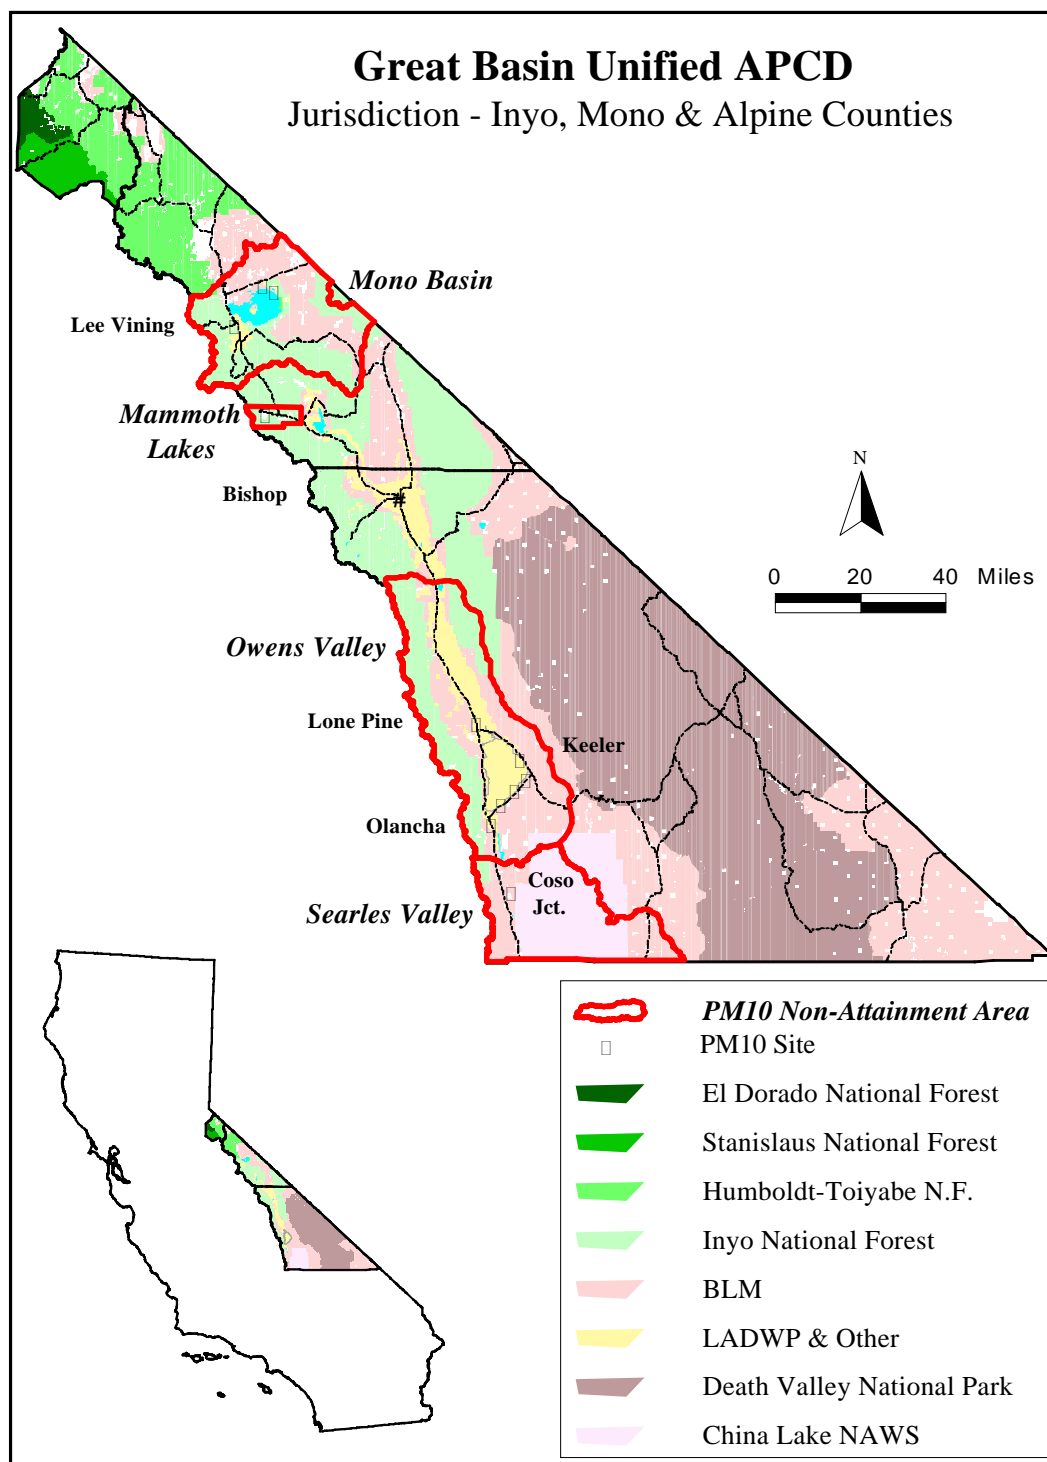 Great Basin Unified APCD
Jurisdiction - Inyo, Mono & Alpine Counties
Mono Basin
Lee Vining
Mammoth
Lakes
Bishop
#
N
0 20 40 Miles
Owens Valley
Lone Pine
Keeler
Olancha
Coso
Jct.
Searles Valley
PM10 Non-Attainment Area
PM10 Site
El Dorado National Forest
Stanislaus National Forest
Humboldt-Toiyabe N.F.
Inyo National Forest
BLM
LADWP & Other
Death Valley National Park
China Lake NAWS